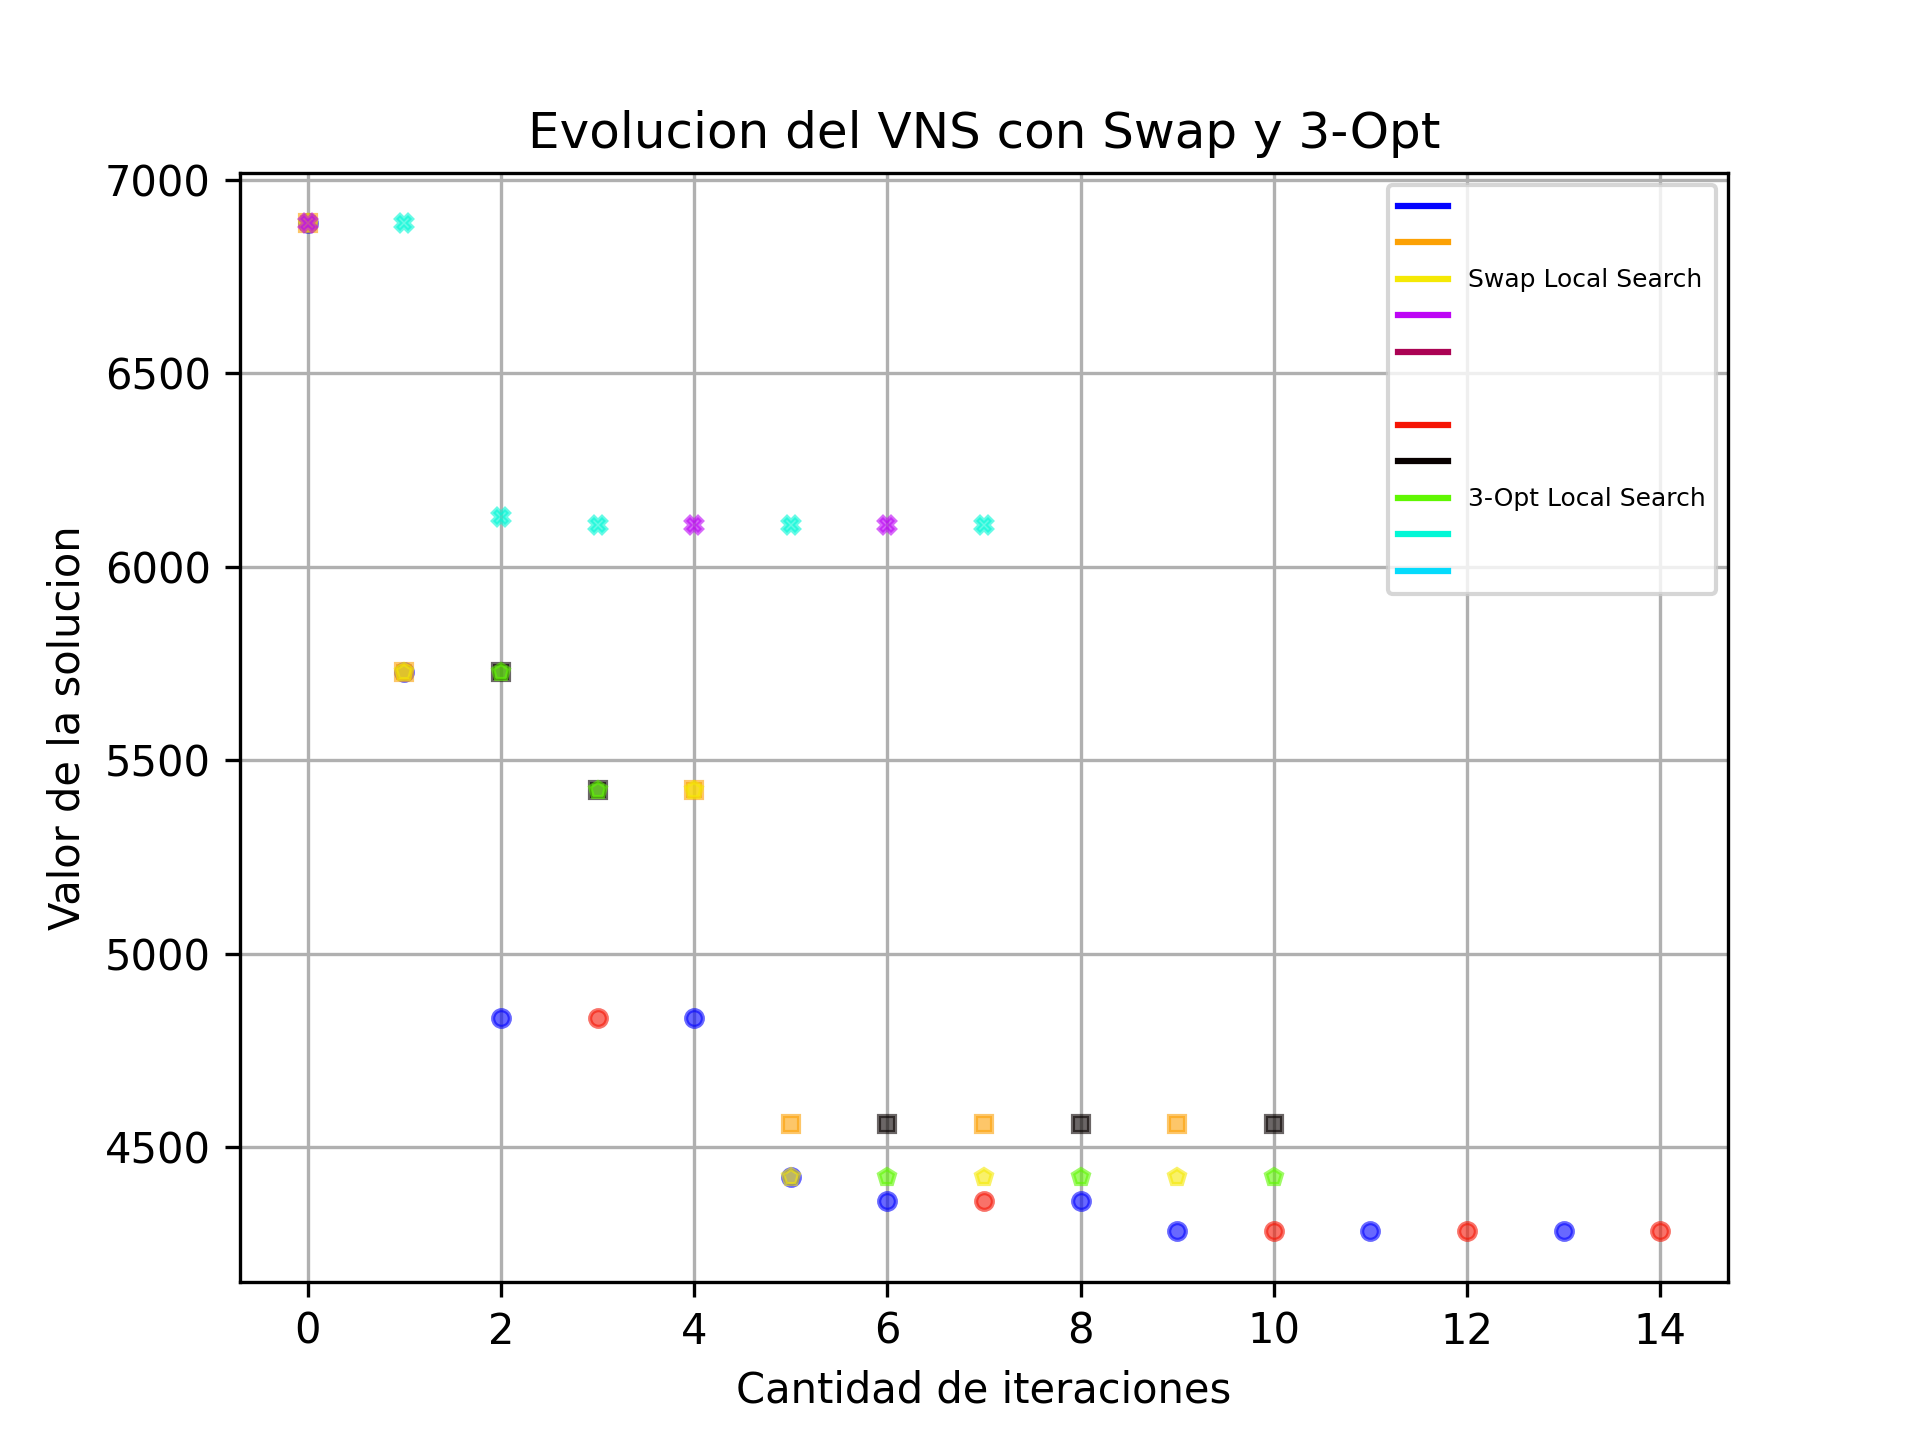 Evolucion del VNS con Swap y 3-Opt
7000
6500
6000
5500
5000
4500
Valor de la solucion
Swap Local Search
3-Opt Local Search
0 2 4 6 8 10 12 14
Cantidad de iteraciones